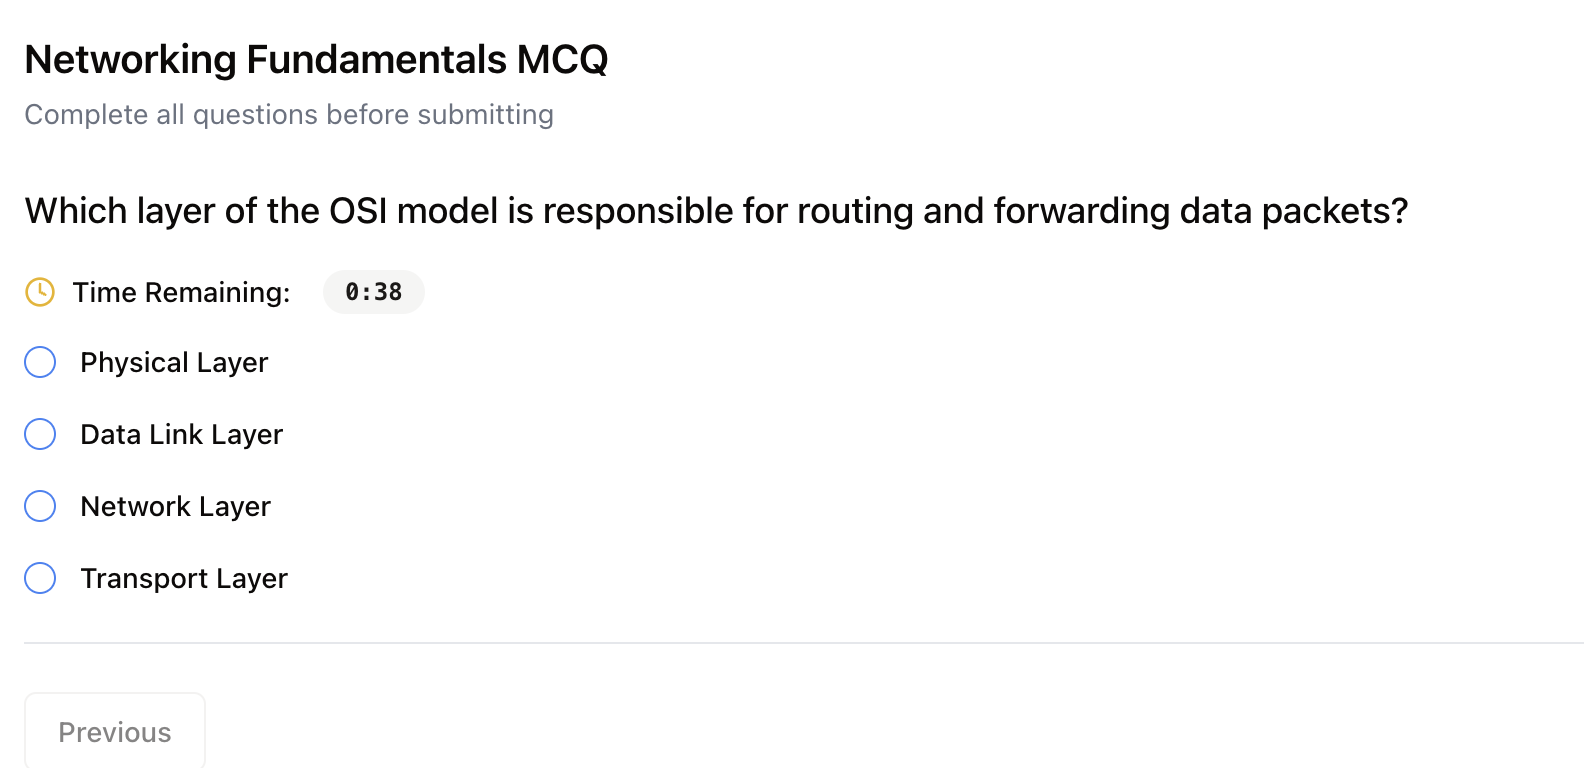 Networking Fundamentals MCQ
Complete all questions before submitting
Which layer of the OSI model is responsible for routing and forwarding data packets?
Time Remaining: 0:38
Physical Layer
Data Link Layer
Network Layer
Transport Layer
Previous